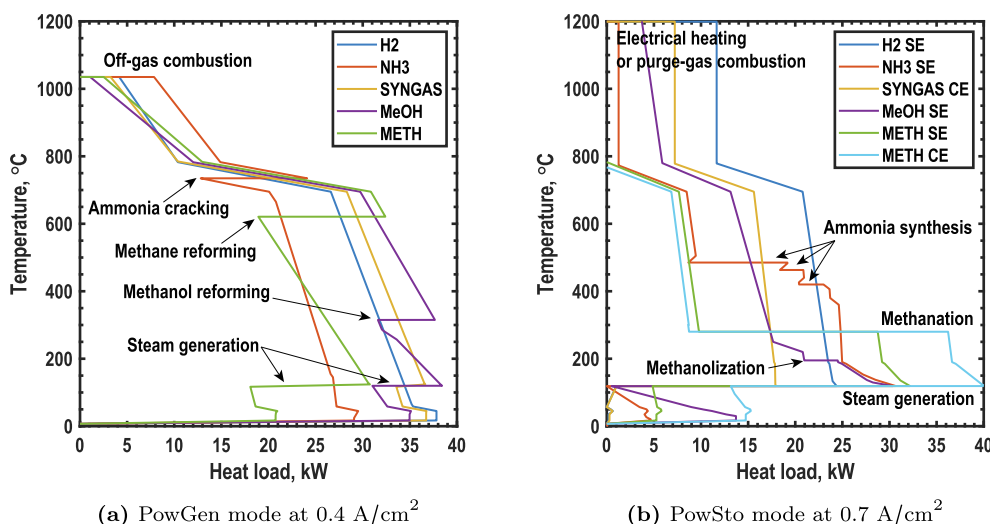 1200
1000
800
600
400
200
0
Temperature, °C
Off-gas combustion
H2
NH3
SYNGAS
MeOH
METH
Ammonia cracking
Methane reforming
Methanol reforming
Steam generation
0 5 10 15 20 25 30 35 40
Heat load, kW
(a) PowGen mode at 0.4 A/cm²
1200
1000
800
600
400
200
0
Temperature, °C
Electrical heating
or purge-gas combustion
H2 SE
NH3 SE
SYNGAS CE
MeOH SE
METH SE
METH CE
Ammonia synthesis
Methanation
Methanolization
Steam generation
0 5 10 15 20 25 30 35 40
Heat load, kW
(b) PowSto mode at 0.7 A/cm²